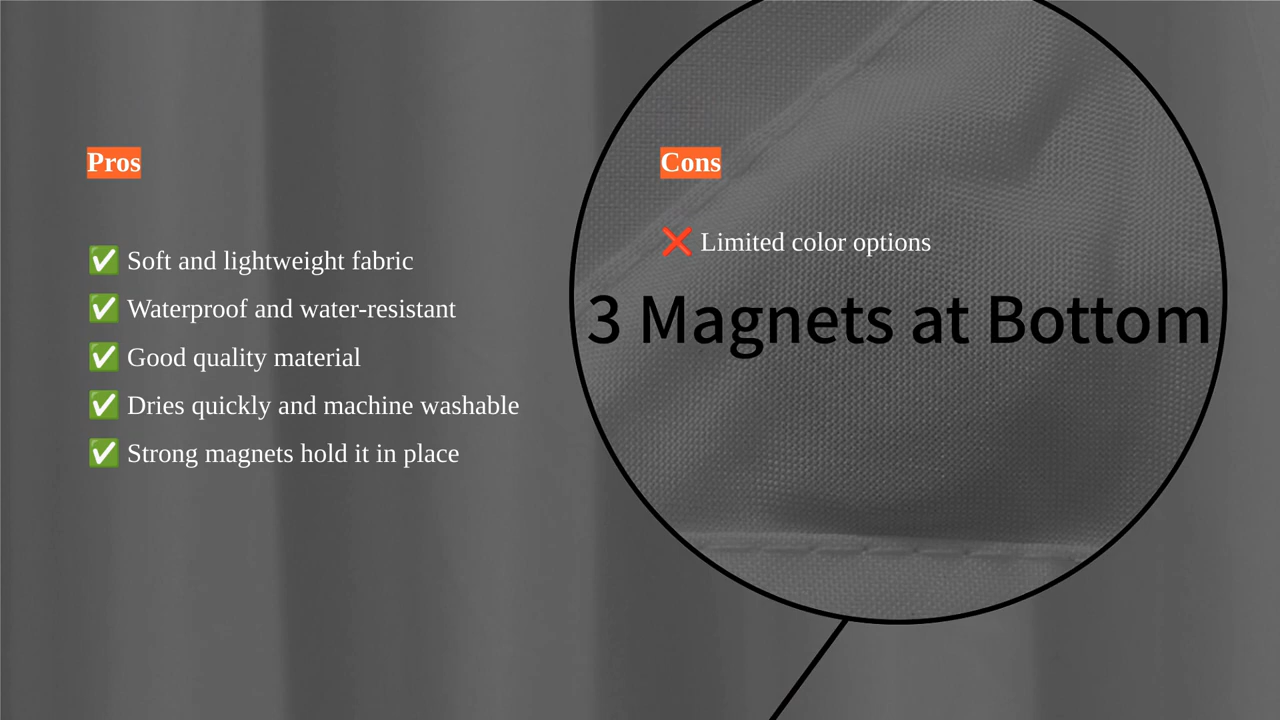 Pros
✅ Soft and lightweight fabric
✅ Waterproof and water-resistant
✅ Good quality material
✅ Dries quickly and machine washable
✅ Strong magnets hold it in place
Cons
❌ Limited color options
3 Magnets at Bottom